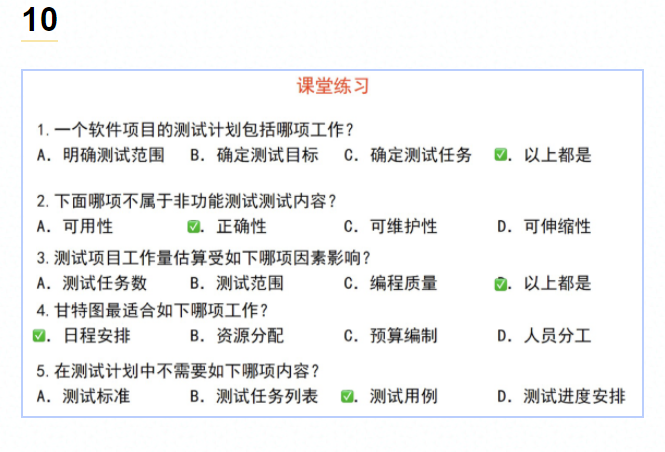 10
课堂练习
1. 一个软件项目的测试计划包括哪项工作？
A. 明确测试范围 B. 确定测试目标 C. 确定测试任务 ✅. 以上都是
2. 下面哪项不属于非功能测试测试内容？
A. 可用性 ✅. 正确性 C. 可维护性 D. 可伸缩性
3. 测试项目工作量估算受如下哪项因素影响？
A. 测试任务数 B. 测试范围 C. 编程质量 ✅. 以上都是
4. 甘特图最适合如下哪项工作？
✅. 日程安排 B. 资源分配 C. 预算编制 D. 人员分工
5. 在测试计划中不需要如下哪项内容？
A. 测试标准 B. 测试任务列表 ✅. 测试用例 D. 测试进度安排